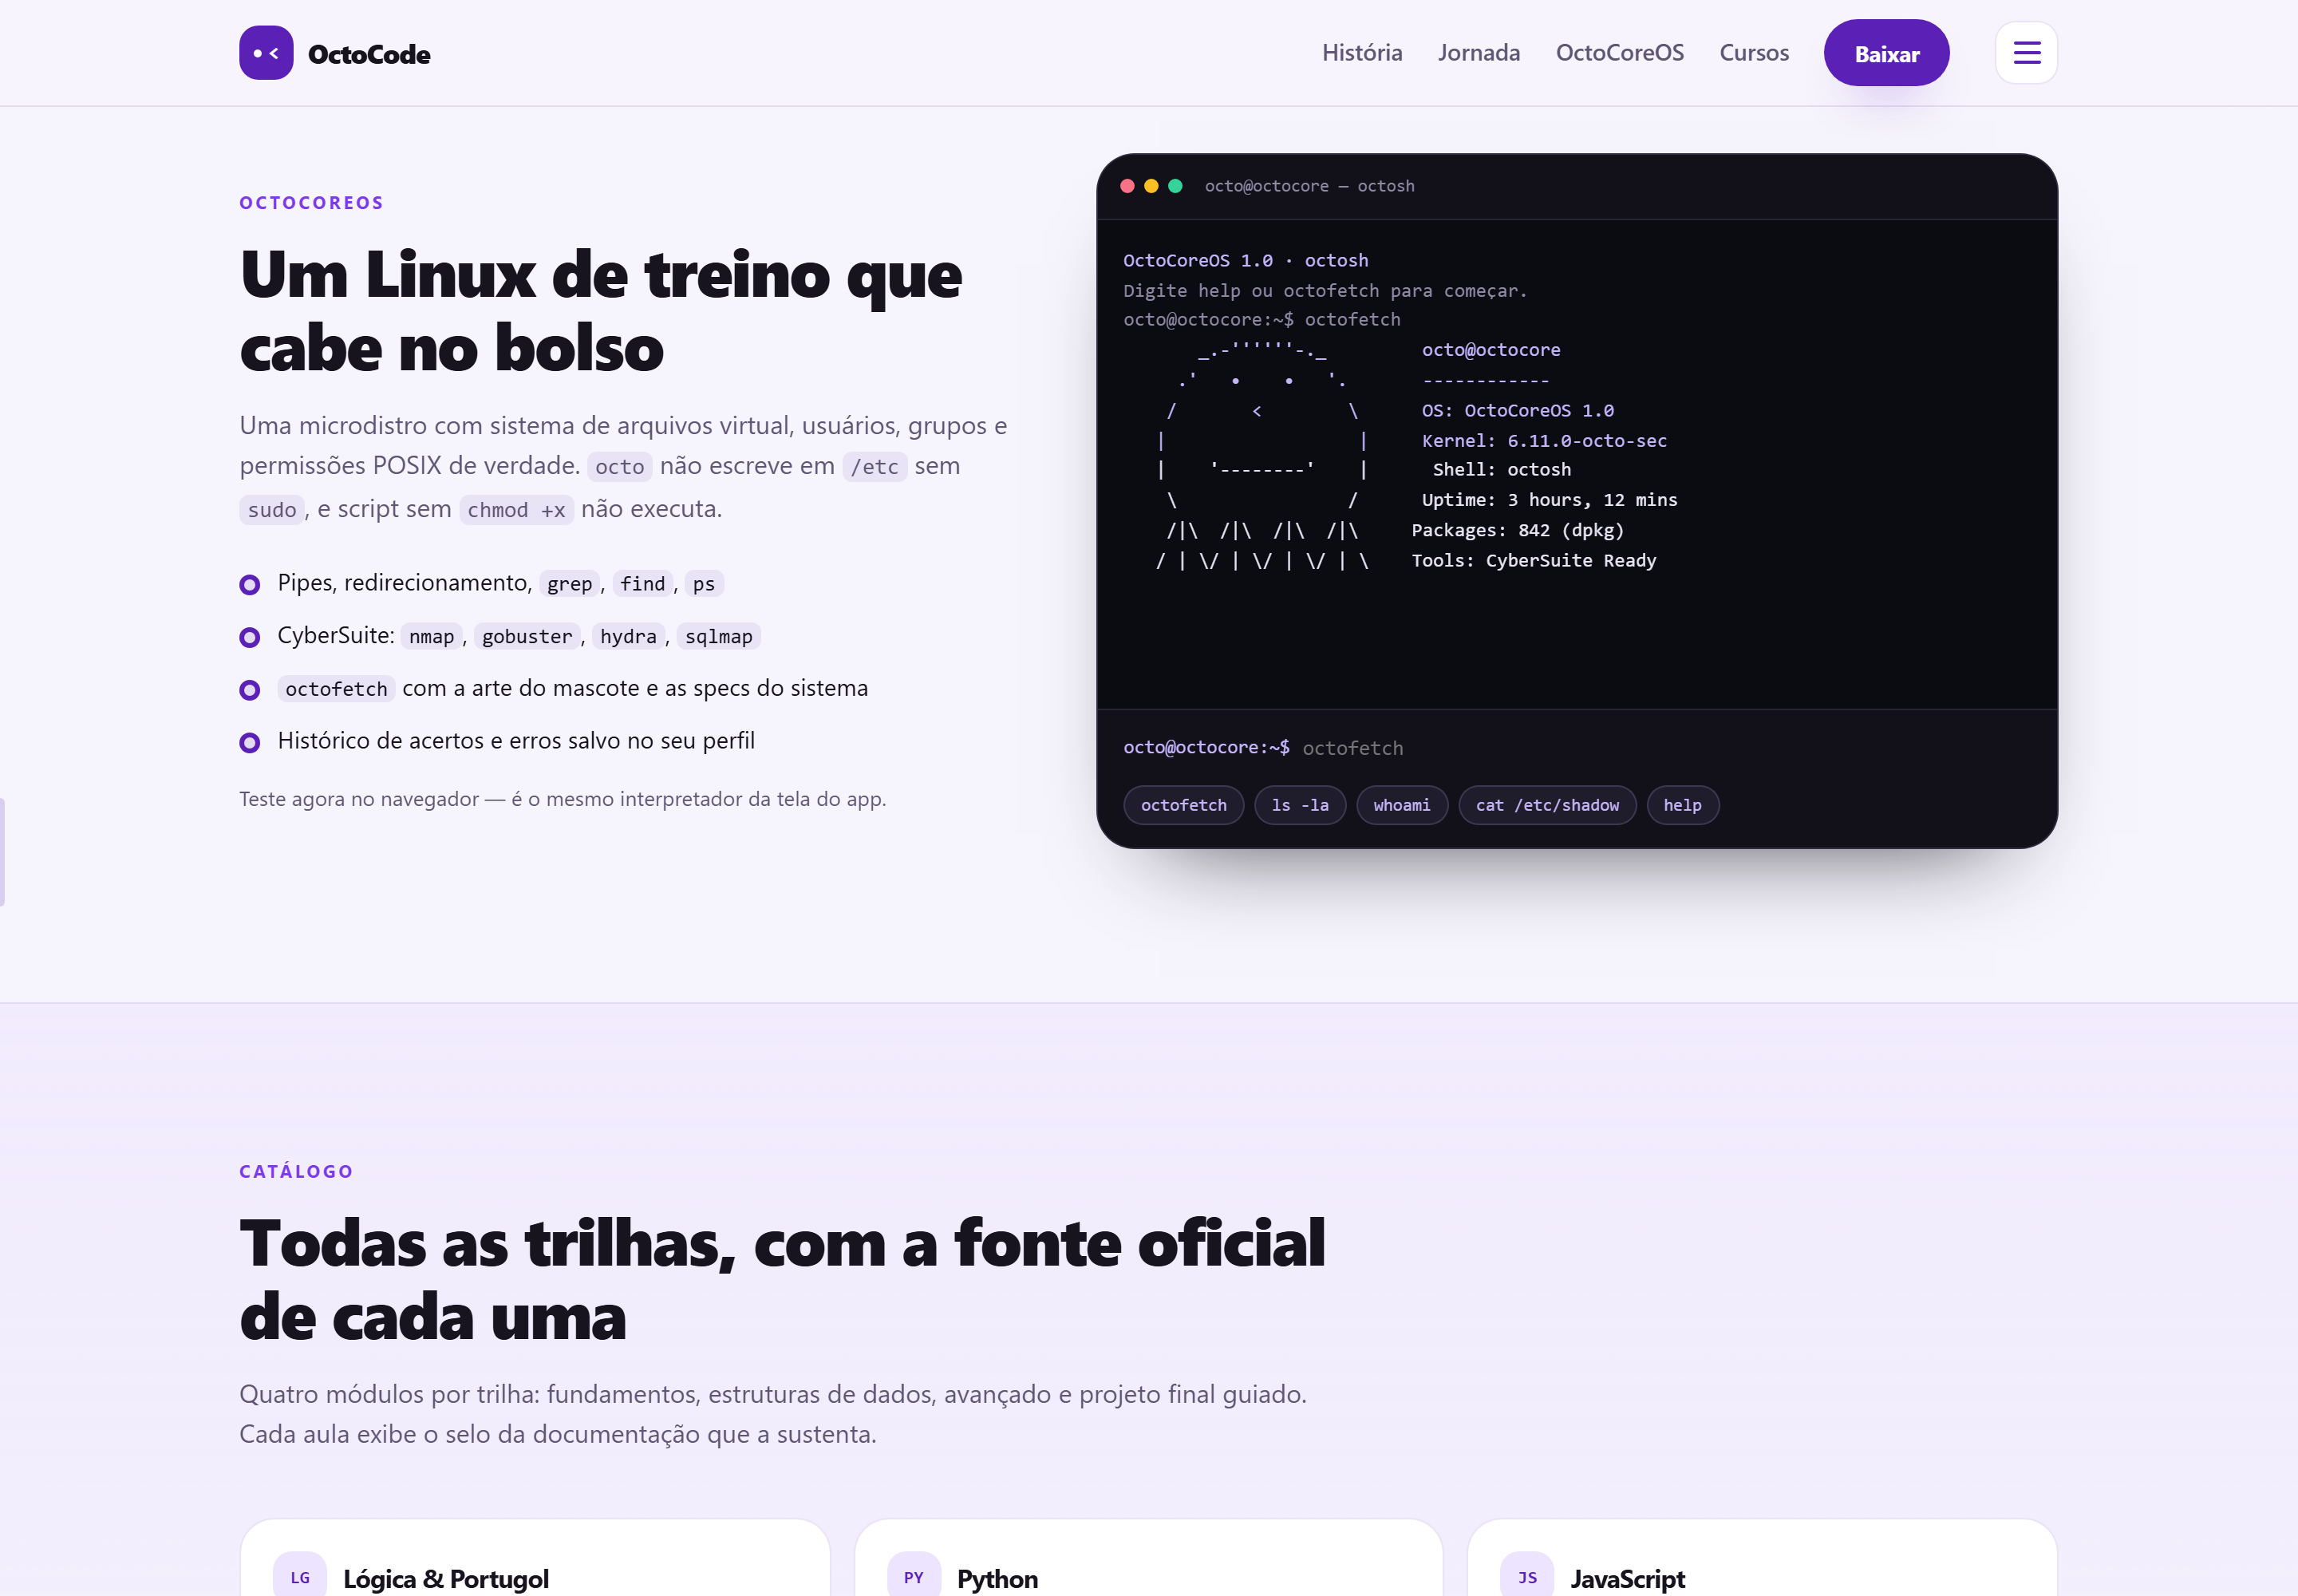 OctoCode
História Jornada OctoCoreOS Cursos Baixar
OCTOCOREOS
Um Linux de treino que
cabe no bolso
Uma microdistro com sistema de arquivos virtual, usuários, grupos e
permissões POSIX de verdade. octo não escreve em /etc sem
sudo, e script sem chmod +x não executa.
Pipes, redirecionamento, grep, find, ps
CyberSuite: nmap, gobuster, hydra, sqlmap
octofetch com a arte do mascote e as specs do sistema
Histórico de acertos e erros salvo no seu perfil
Teste agora no navegador — é o mesmo interpretador da tela do app.
octo@octocore — octosh
OctoCoreOS 1.0 · octosh
Digite help ou octofetch para começar.
octo@octocore:~$ octofetch
       _.-''''''-._         octo@octocore
     .'   •    •   '.       ------------
    /       <        \      OS: OctoCoreOS 1.0
   |                  |     Kernel: 6.11.0-octo-sec
   |    '--------'    |      Shell: octosh
    \                /      Uptime: 3 hours, 12 mins
    /|\  /|\  /|\  /|\     Packages: 842 (dpkg)
   / | \/ | \/ | \/ | \    Tools: CyberSuite Ready
octo@octocore:~$ octofetch
octofetch ls -la whoami cat /etc/shadow help
CATÁLOGO
Todas as trilhas, com a fonte oficial
de cada uma
Quatro módulos por trilha: fundamentos, estruturas de dados, avançado e projeto final guiado.
Cada aula exibe o selo da documentação que a sustenta.
LG Lógica & Portugol
PY Python
JS JavaScript